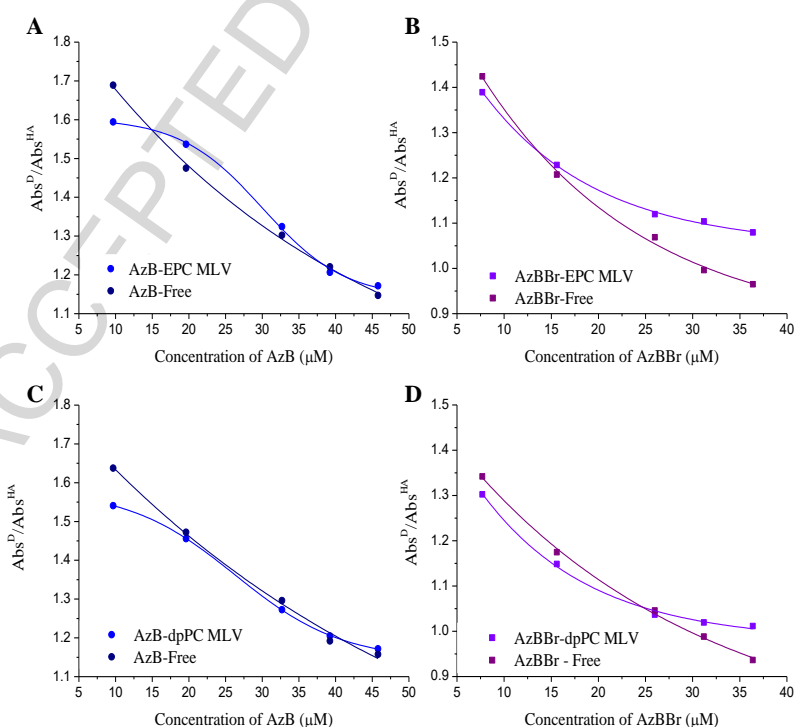 A
B
1.8
1.7
1.6
1.5
1.4
1.3
1.2
1.1
Abs^D/Abs^HA
AzB-EPC MLV
AzB-Free
5 10 15 20 25 30 35 40 45 50
Concentration of AzB (μM)
1.5
1.4
1.3
1.2
1.1
1.0
0.9
Abs^D/Abs^HA
AzBBr-EPC MLV
AzBBr-Free
5 10 15 20 25 30 35 40
Concentration of AzBBr (μM)
C
D
1.8
1.7
1.6
1.5
1.4
1.3
1.2
1.1
Abs^D/Abs^HA
AzB-dpPC MLV
AzB-Free
5 10 15 20 25 30 35 40 45 50
Concentration of AzB (μM)
1.5
1.4
1.3
1.2
1.1
1.0
0.9
Abs^D/Abs^HA
AzBBr-dpPC MLV
AzBBr - Free
5 10 15 20 25 30 35 40
Concentration of AzBBr (μM)
CCEPTED